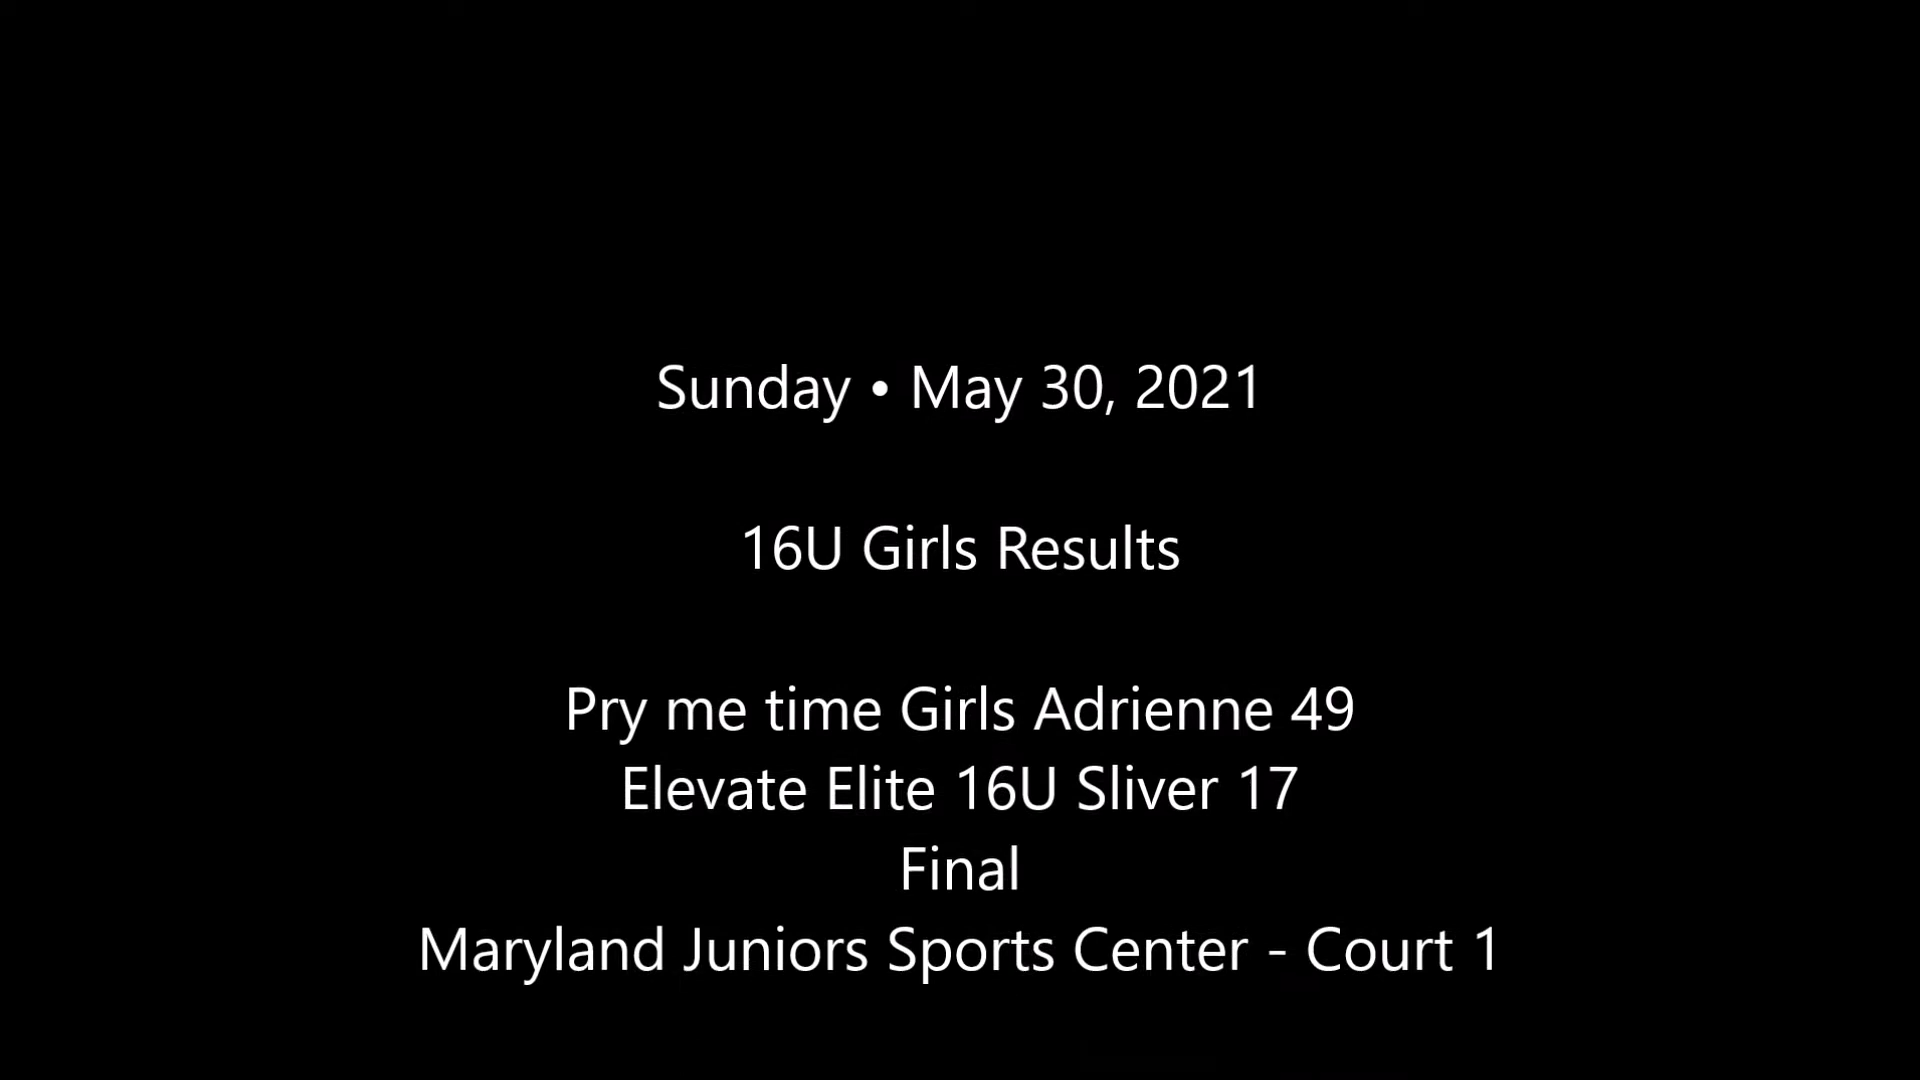 Sunday • May 30, 2021
16U Girls Results
Pry me time Girls Adrienne 49
Elevate Elite 16U Sliver 17
Final
Maryland Juniors Sports Center - Court 1